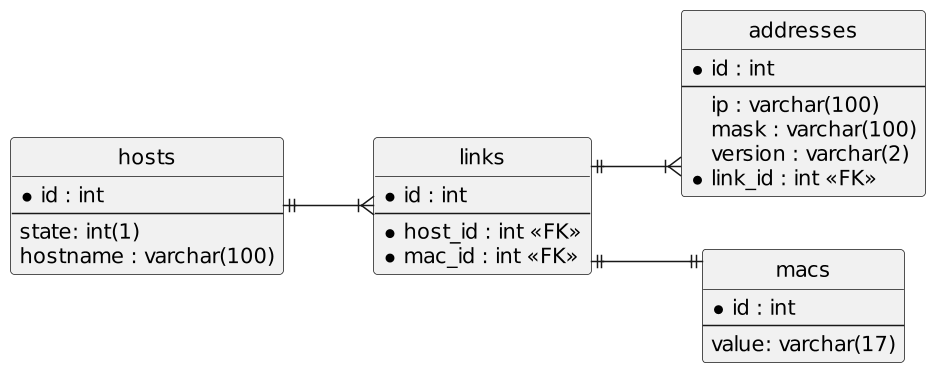 hosts
* id : int
state: int(1)
hostname : varchar(100)
links
* id : int
* host_id : int «FK»
* mac_id : int «FK»
addresses
* id : int
ip : varchar(100)
mask : varchar(100)
version : varchar(2)
* link_id : int «FK»
macs
* id : int
value: varchar(17)